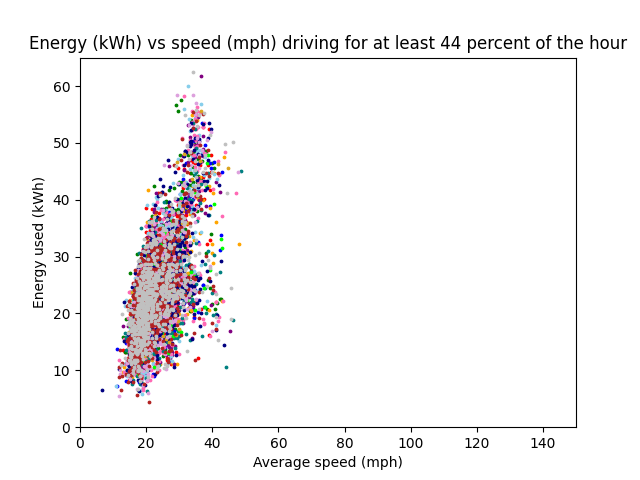 Energy (kWh) vs speed (mph) driving for at least 44 percent of the hour
60
50
40
30
20
10
0
Energy used (kWh)
0 20 40 60 80 100 120 140
Average speed (mph)